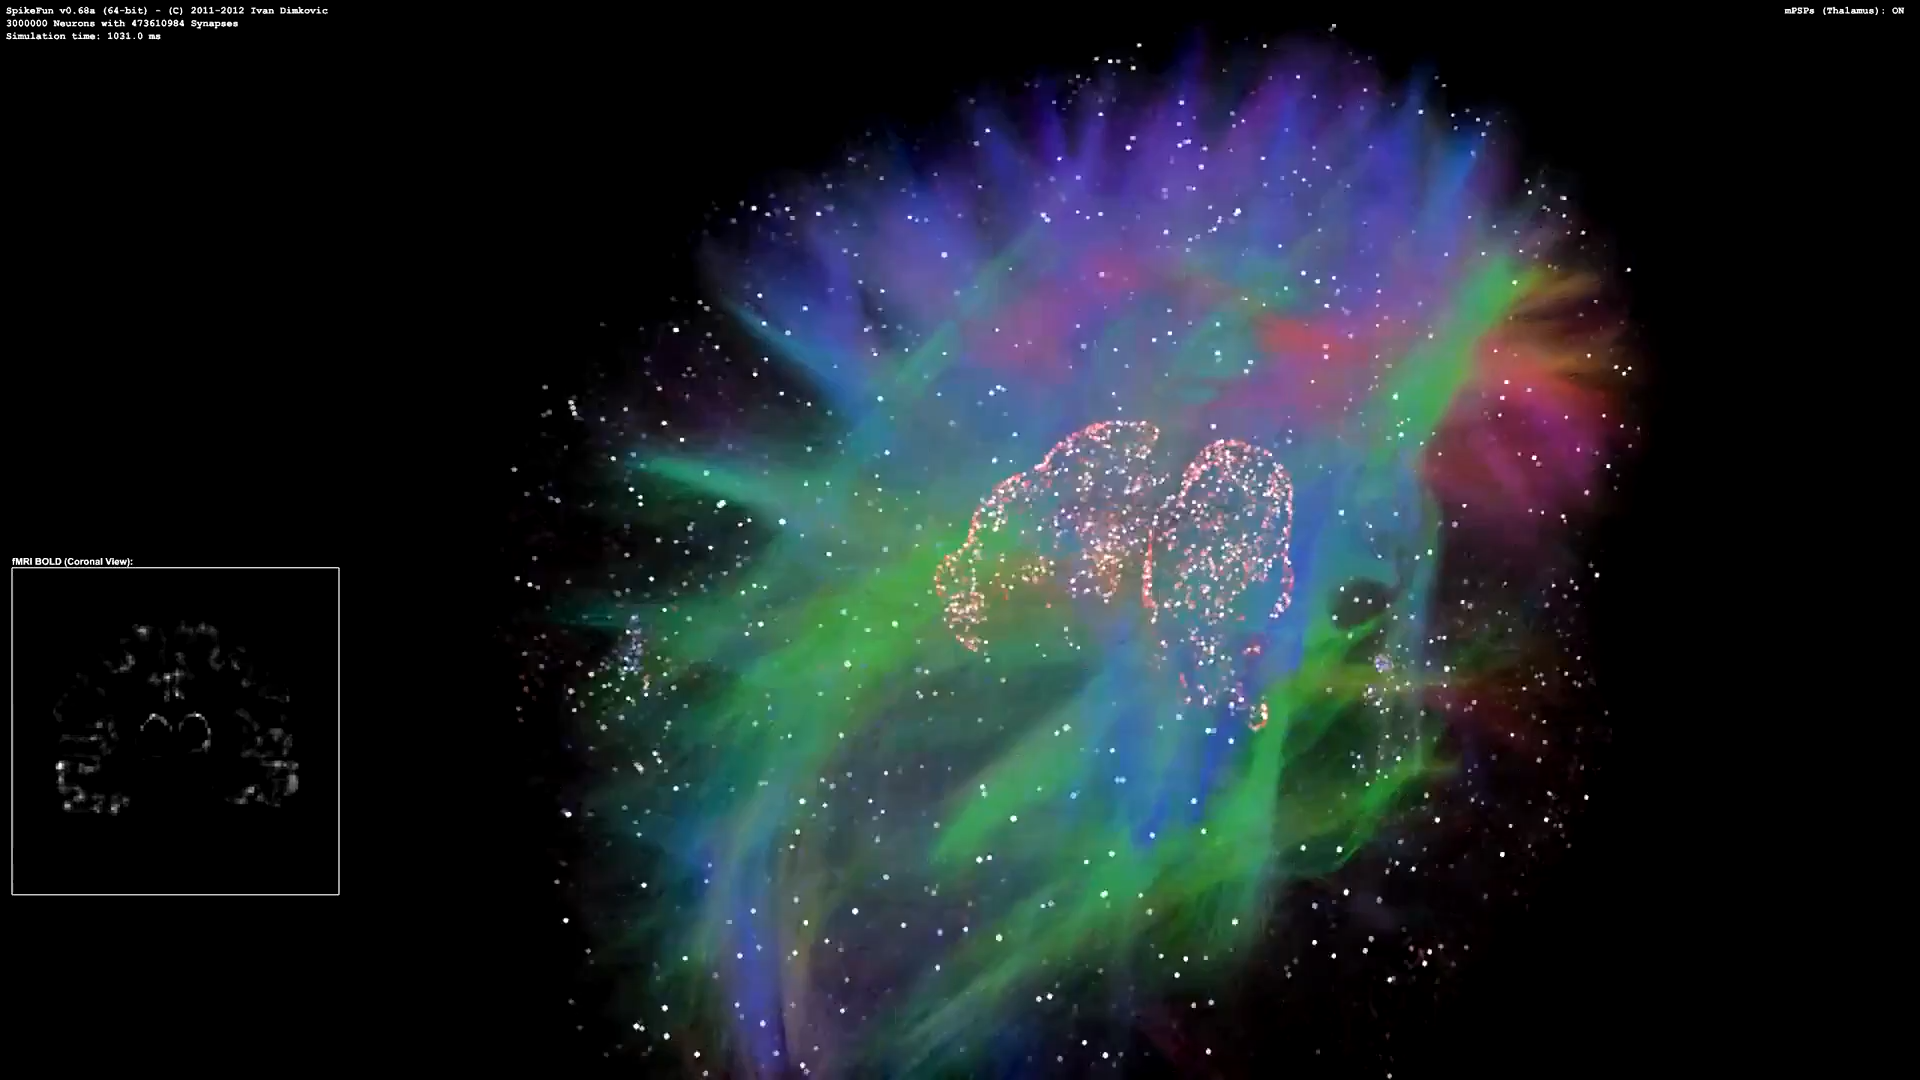 SpikeFun v0.68a (64-bit) - (C) 2011-2012 Ivan Dimkovic
3000000 Neurons with 473610984 Synapses
Simulation time: 1031.0 ms
mPSPs (Thalamus): ON
fMRI BOLD (Coronal View):